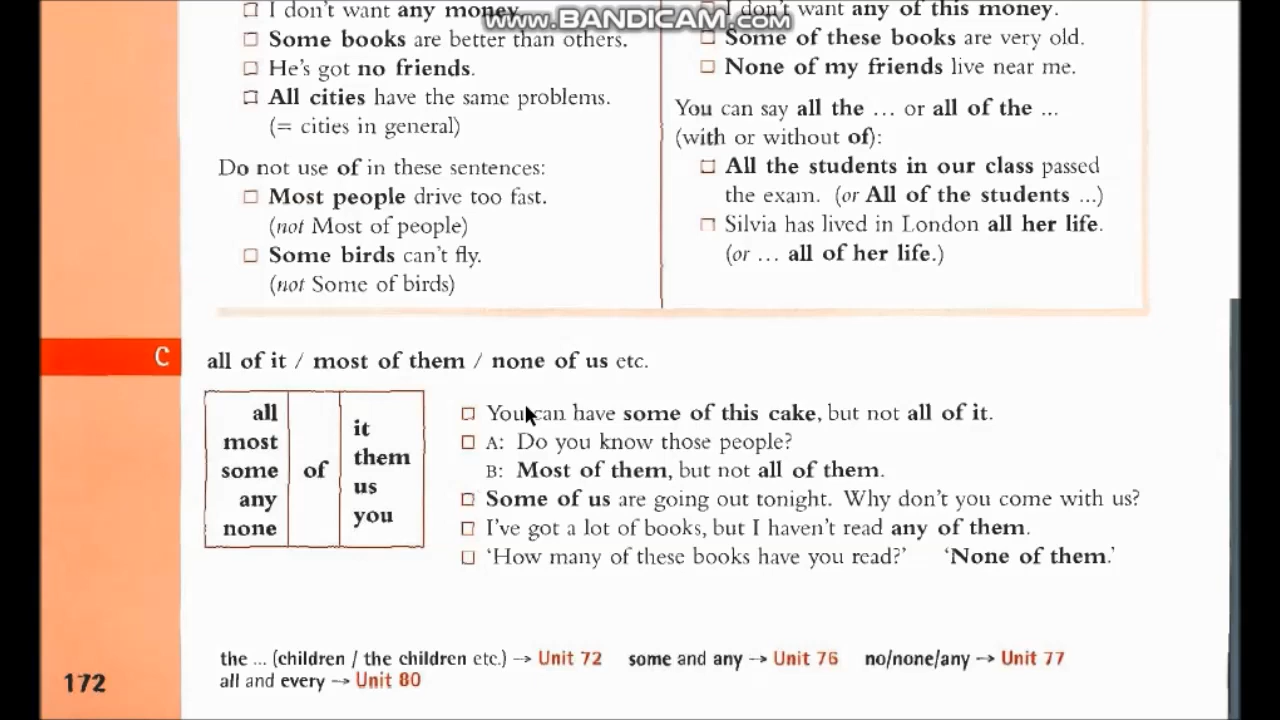 www.BANDICAM.com
I don't want any money.
Some books are better than others.
He's got no friends.
All cities have the same problems.
(= cities in general)
Do not use of in these sentences:
Most people drive too fast.
(not Most of people)
Some birds can't fly.
(not Some of birds)
I don't want any of this money.
Some of these books are very old.
None of my friends live near me.
You can say all the ... or all of the ...
(with or without of):
All the students in our class passed
the exam. (or All of the students ...)
Silvia has lived in London all her life.
(or ... all of her life.)
C
all of it / most of them / none of us etc.
all
most
some
any
none
of
it
them
us
you
You can have some of this cake, but not all of it.
A: Do you know those people?
B: Most of them, but not all of them.
Some of us are going out tonight. Why don't you come with us?
I've got a lot of books, but I haven't read any of them.
'How many of these books have you read?' 'None of them.'
the ... (children / the children etc.) → Unit 72 some and any → Unit 76 no/none/any → Unit 77
all and every → Unit 80
172